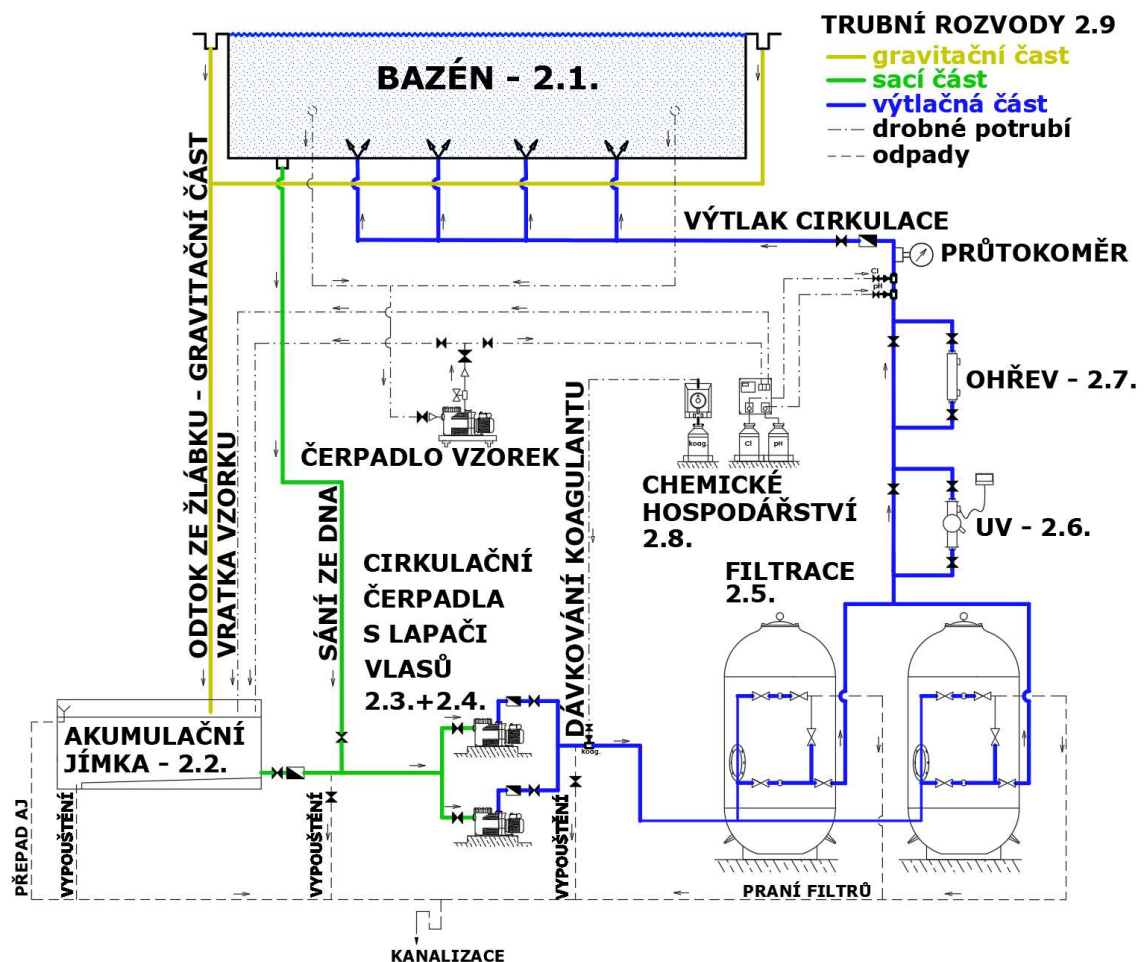 TRUBNÍ ROZVODY 2.9
gravitační čast
sací část
výtlačná část
drobné potrubí
odpady
BAZÉN - 2.1.
VÝTLAK CIRKULACE
PRŮTOKOMĚR
Cl
pH
OHŘEV - 2.7.
ČERPADLO VZOREK
koag.
Cl
pH
CHEMICKÉ
HOSPODÁŘSTVÍ
2.8.
UV - 2.6.
ODTOK ZE ŽLÁBKU - GRAVITAČNÍ ČÁST
VRATKA VZORKU
SÁNÍ ZE DNA
DÁVKOVÁNÍ KOAGULANTU
CIRKULAČNÍ
ČERPADLA
S LAPAČI
VLASŮ
2.3.+2.4.
FILTRACE
2.5.
AKUMULAČNÍ
JÍMKA - 2.2.
koag.
PŘEPAD AJ
VYPOUŠTĚNÍ
VYPOUŠTĚNÍ
VYPOUŠTĚNÍ
PRANÍ FILTRŮ
KANALIZACE